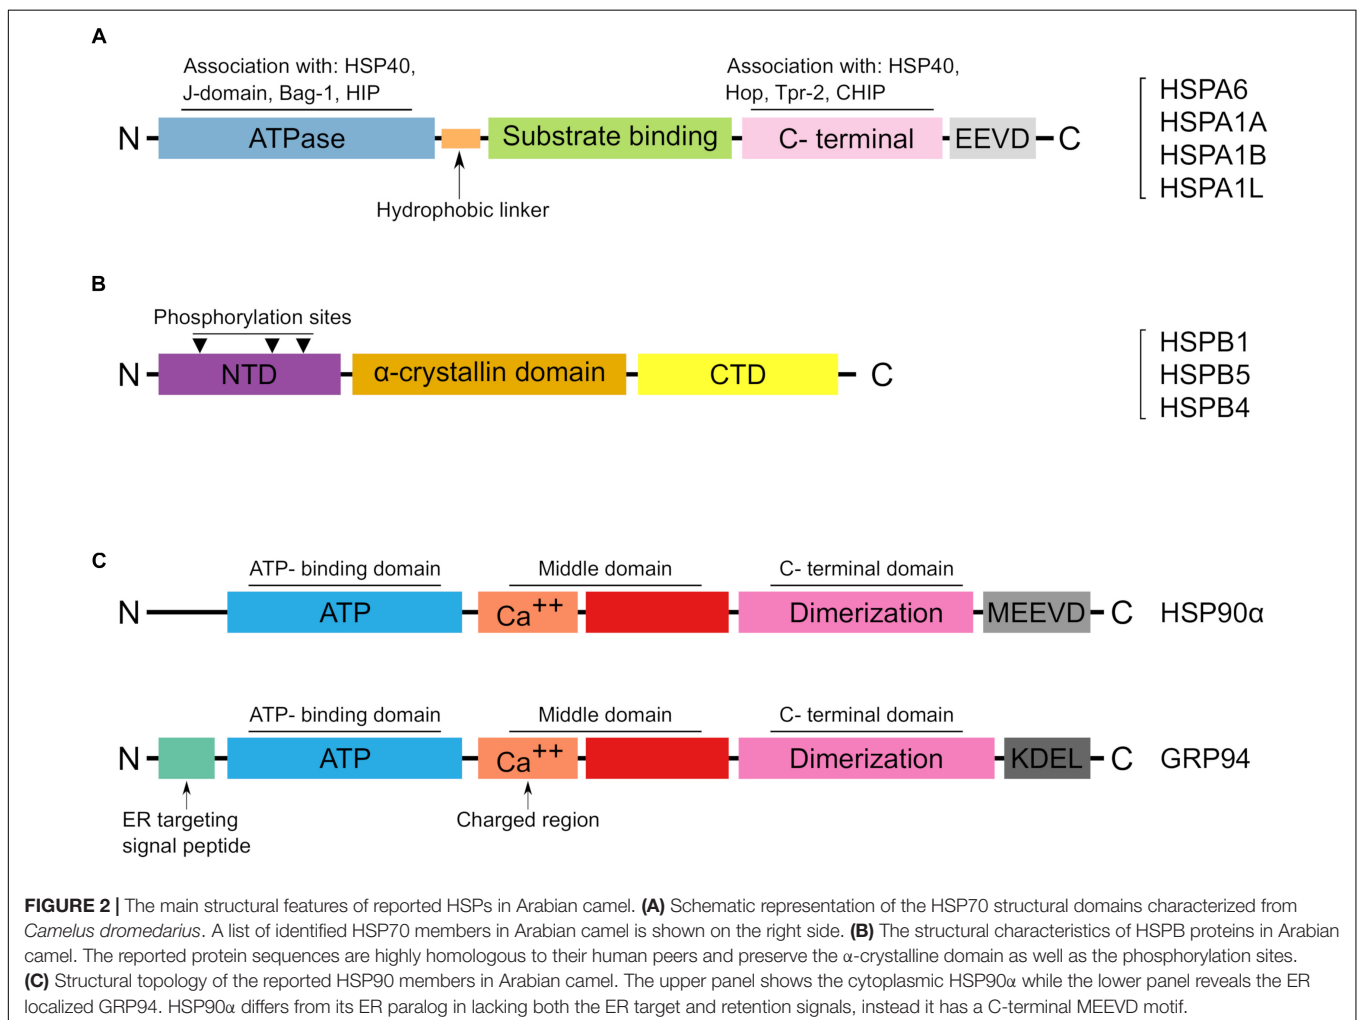 A
Association with: HSP40,
J-domain, Bag-1, HIP
Association with: HSP40,
Hop, Tpr-2, CHIP
N ATPase Substrate binding C- terminal EEVD C
Hydrophobic linker
HSPA6
HSPA1A
HSPA1B
HSPA1L
B
Phosphorylation sites
N NTD α-crystallin domain CTD C
HSPB1
HSPB5
HSPB4
C
ATP- binding domain Middle domain C- terminal domain
N ATP Ca++ Dimerization MEEVD C HSP90α
ATP- binding domain Middle domain C- terminal domain
N ATP Ca++ Dimerization KDEL C GRP94
ER targeting
signal peptide
Charged region
FIGURE 2 | The main structural features of reported HSPs in Arabian camel. (A) Schematic representation of the HSP70 structural domains characterized from
Camelus dromedarius. A list of identified HSP70 members in Arabian camel is shown on the right side. (B) The structural characteristics of HSPB proteins in Arabian
camel. The reported protein sequences are highly homologous to their human peers and preserve the α-crystalline domain as well as the phosphorylation sites.
(C) Structural topology of the reported HSP90 members in Arabian camel. The upper panel shows the cytoplasmic HSP90α while the lower panel reveals the ER
localized GRP94. HSP90α differs from its ER paralog in lacking both the ER target and retention signals, instead it has a C-terminal MEEVD motif.